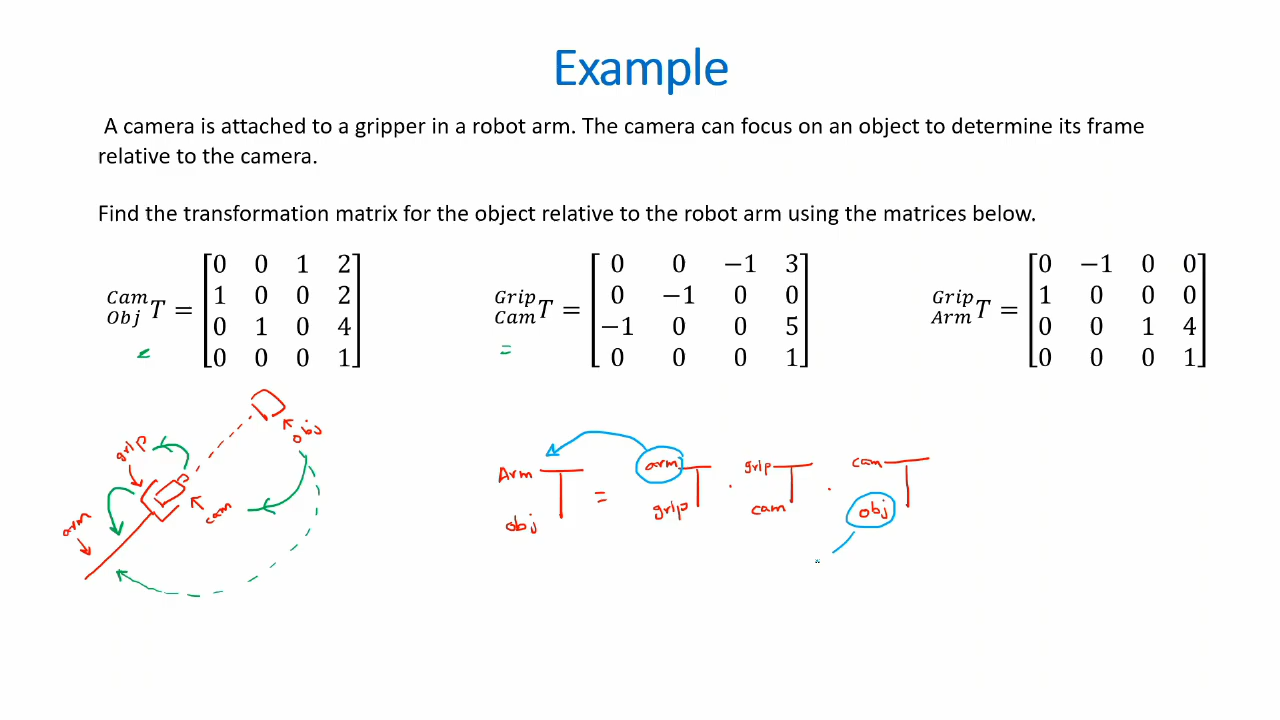 Example
A camera is attached to a gripper in a robot arm. The camera can focus on an object to determine its frame
relative to the camera.
Find the transformation matrix for the object relative to the robot arm using the matrices below.
Cam Obj T = [0 0 1 2
1 0 0 2
0 1 0 4
0 0 0 1]
Grip Cam T = [0 0 −1 3
0 −1 0 0
−1 0 0 5
0 0 0 1]
Grip Arm T = [0 −1 0 0
1 0 0 0
0 0 1 4
0 0 0 1]
=
obj
grip
cam
arm
Arm T = arm T . grip T . cam T
obj grip cam obj